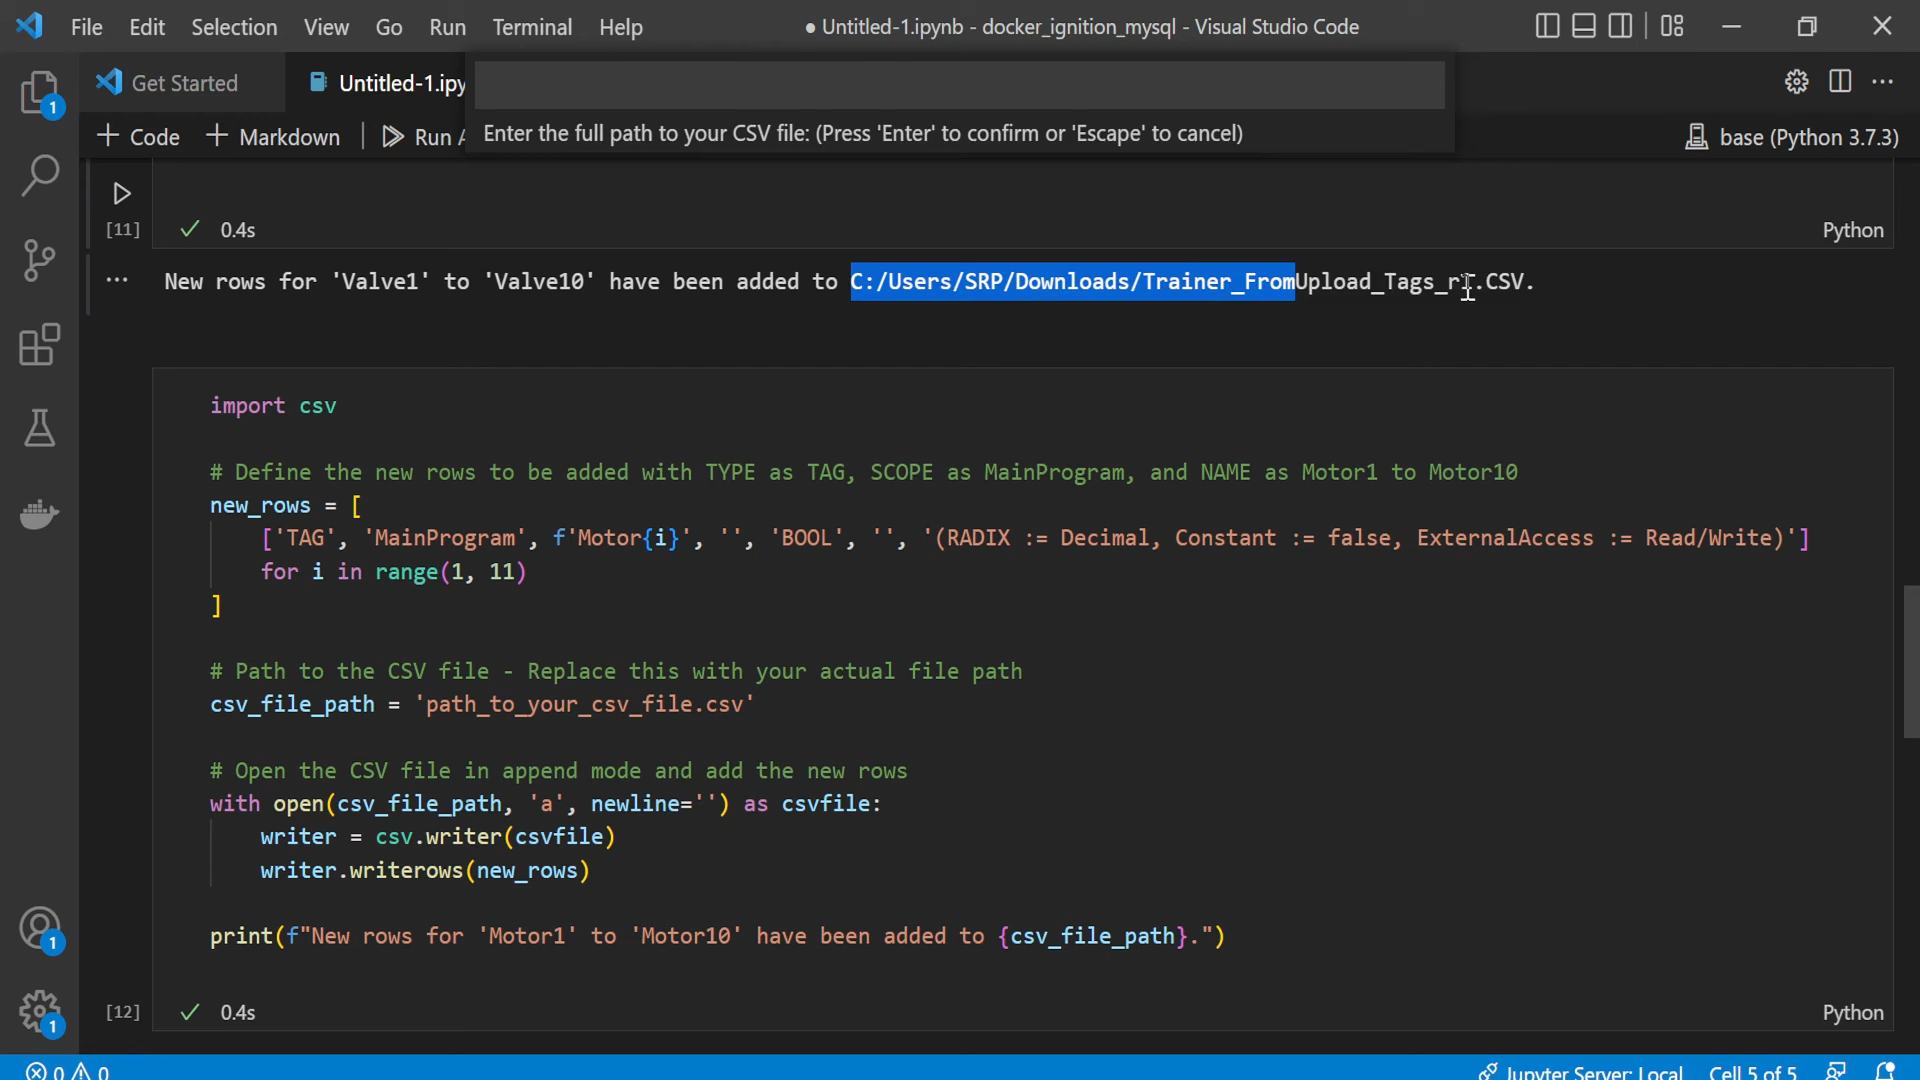 File Edit Selection View Go Run Terminal Help ● Untitled-1.ipynb - docker_ignition_mysql - Visual Studio Code
Get Started Untitled-1.ipy
Enter the full path to your CSV file: (Press 'Enter' to confirm or 'Escape' to cancel)
+ Code + Markdown Run A base (Python 3.7.3)
[11] ✓ 0.4s Python
... New rows for 'Valve1' to 'Valve10' have been added to C:/Users/SRP/Downloads/Trainer_FromUpload_Tags_r1.CSV.
import csv
# Define the new rows to be added with TYPE as TAG, SCOPE as MainProgram, and NAME as Motor1 to Motor10
new_rows = [
['TAG', 'MainProgram', f'Motor{i}', '', 'BOOL', '', '(RADIX := Decimal, Constant := false, ExternalAccess := Read/Write)']
for i in range(1, 11)
]
# Path to the CSV file - Replace this with your actual file path
csv_file_path = 'path_to_your_csv_file.csv'
# Open the CSV file in append mode and add the new rows
with open(csv_file_path, 'a', newline='') as csvfile:
writer = csv.writer(csvfile)
writer.writerows(new_rows)
print(f"New rows for 'Motor1' to 'Motor10' have been added to {csv_file_path}.")
[12] ✓ 0.4s Python
1
1
1
0 0 Jupyter Server: Local Cell 5 of 5